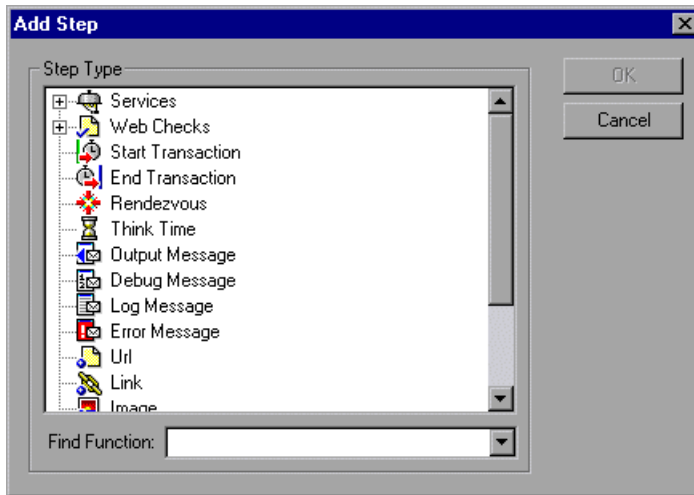 Add Step
Step Type
Services
Web Checks
Start Transaction
End Transaction
Rendezvous
Think Time
Output Message
Debug Message
Log Message
Error Message
Url
Link
Image
Find Function:
OK
Cancel